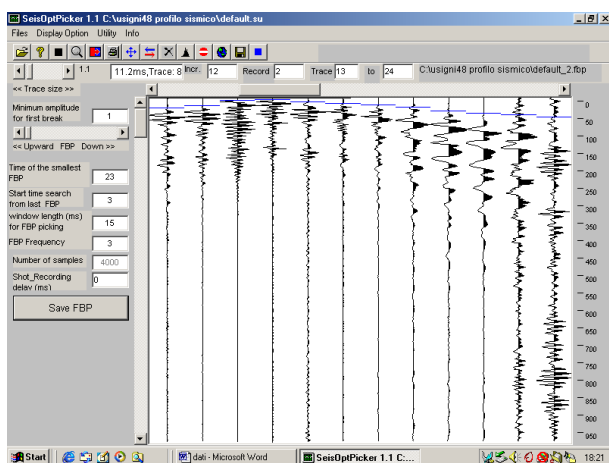 SeisOptPicker 1.1 C:\usigni48 profilo sismico\default.su
Files Display Option Utility Info
1.1 11.2ms,Trace: 8 Incr. 12 Record 2 Trace 13 to 24 C:\usigni48 profilo sismico\default_2.fbp
<< Trace size >>
Minimum amplitude
for first break 1
<< Upward FBP Down >>
Time of the smallest
FBP 23
Start time search
from last FBP 3
window length (ms)
for FBP picking 15
FBP Frequency 3
Number of samples 4000
Shot_Recording
delay (ms) 0
Save FBP
0
50
100
150
200
250
300
350
400
450
500
550
600
650
700
750
800
850
900
950
Start dati - Microsoft Word SeisOptPicker 1.1 C:... 18:21